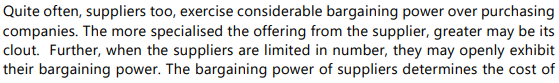 Quite often, suppliers too, exercise considerable bargaining power over purchasing
companies. The more specialised the offering from the supplier, greater may be its
clout. Further, when the suppliers are limited in number, they may openly exhibit
their bargaining power. The bargaining power of suppliers determines the cost of